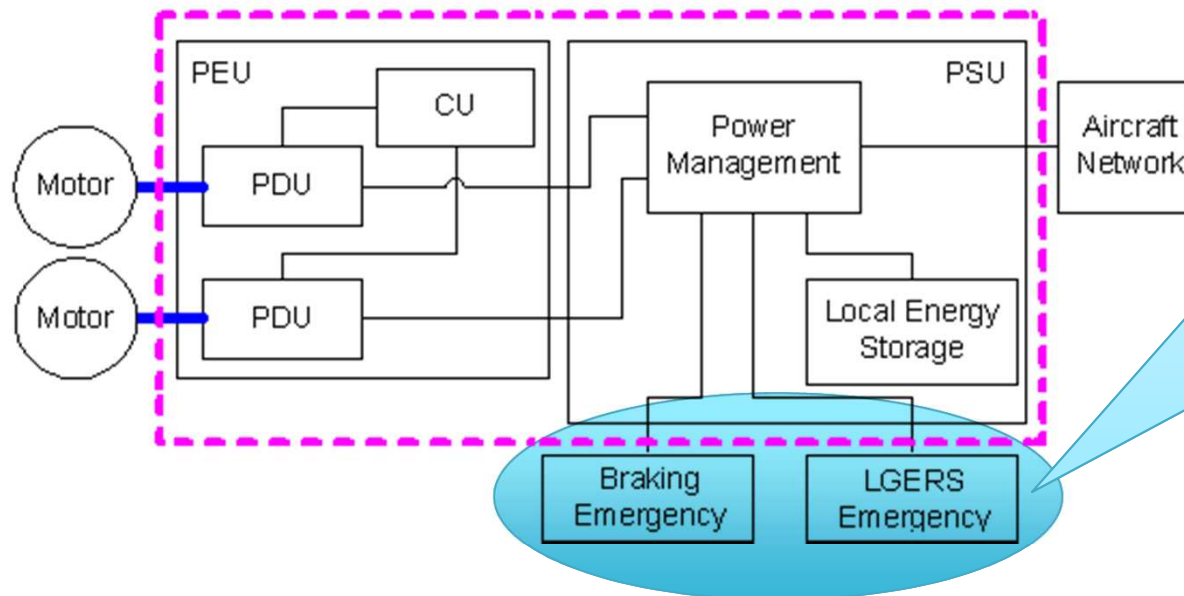 PEU
PSU
CU
Power
Management
Aircraft
Network
Motor
PDU
Motor
PDU
Local Energy
Storage
Braking
Emergency
LGERS
Emergency